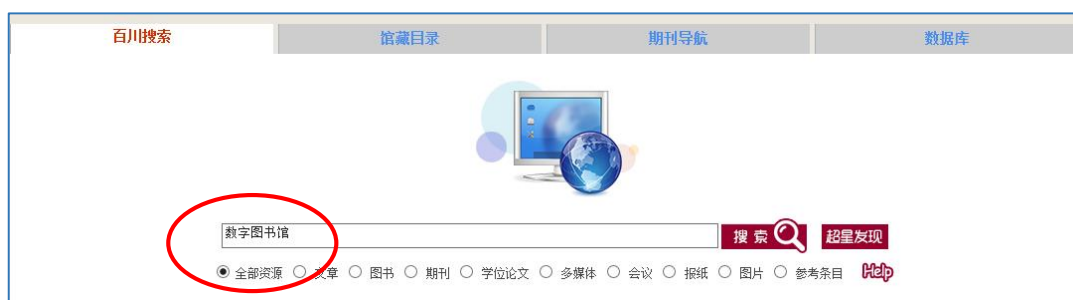 百川搜索 馆藏目录 期刊导航 数据库
数字图书馆 搜索 超星发现
全部资源 文章 图书 期刊 学位论文 多媒体 会议 报纸 图片 参考条目 Help